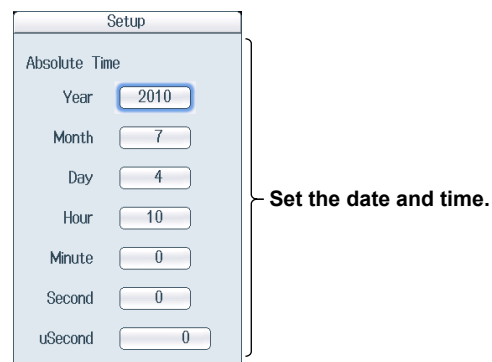 Setup
Absolute Time
Year 2010
Month 7
Day 4
Hour 10
Minute 0
Second 0
uSecond 0
Set the date and time.